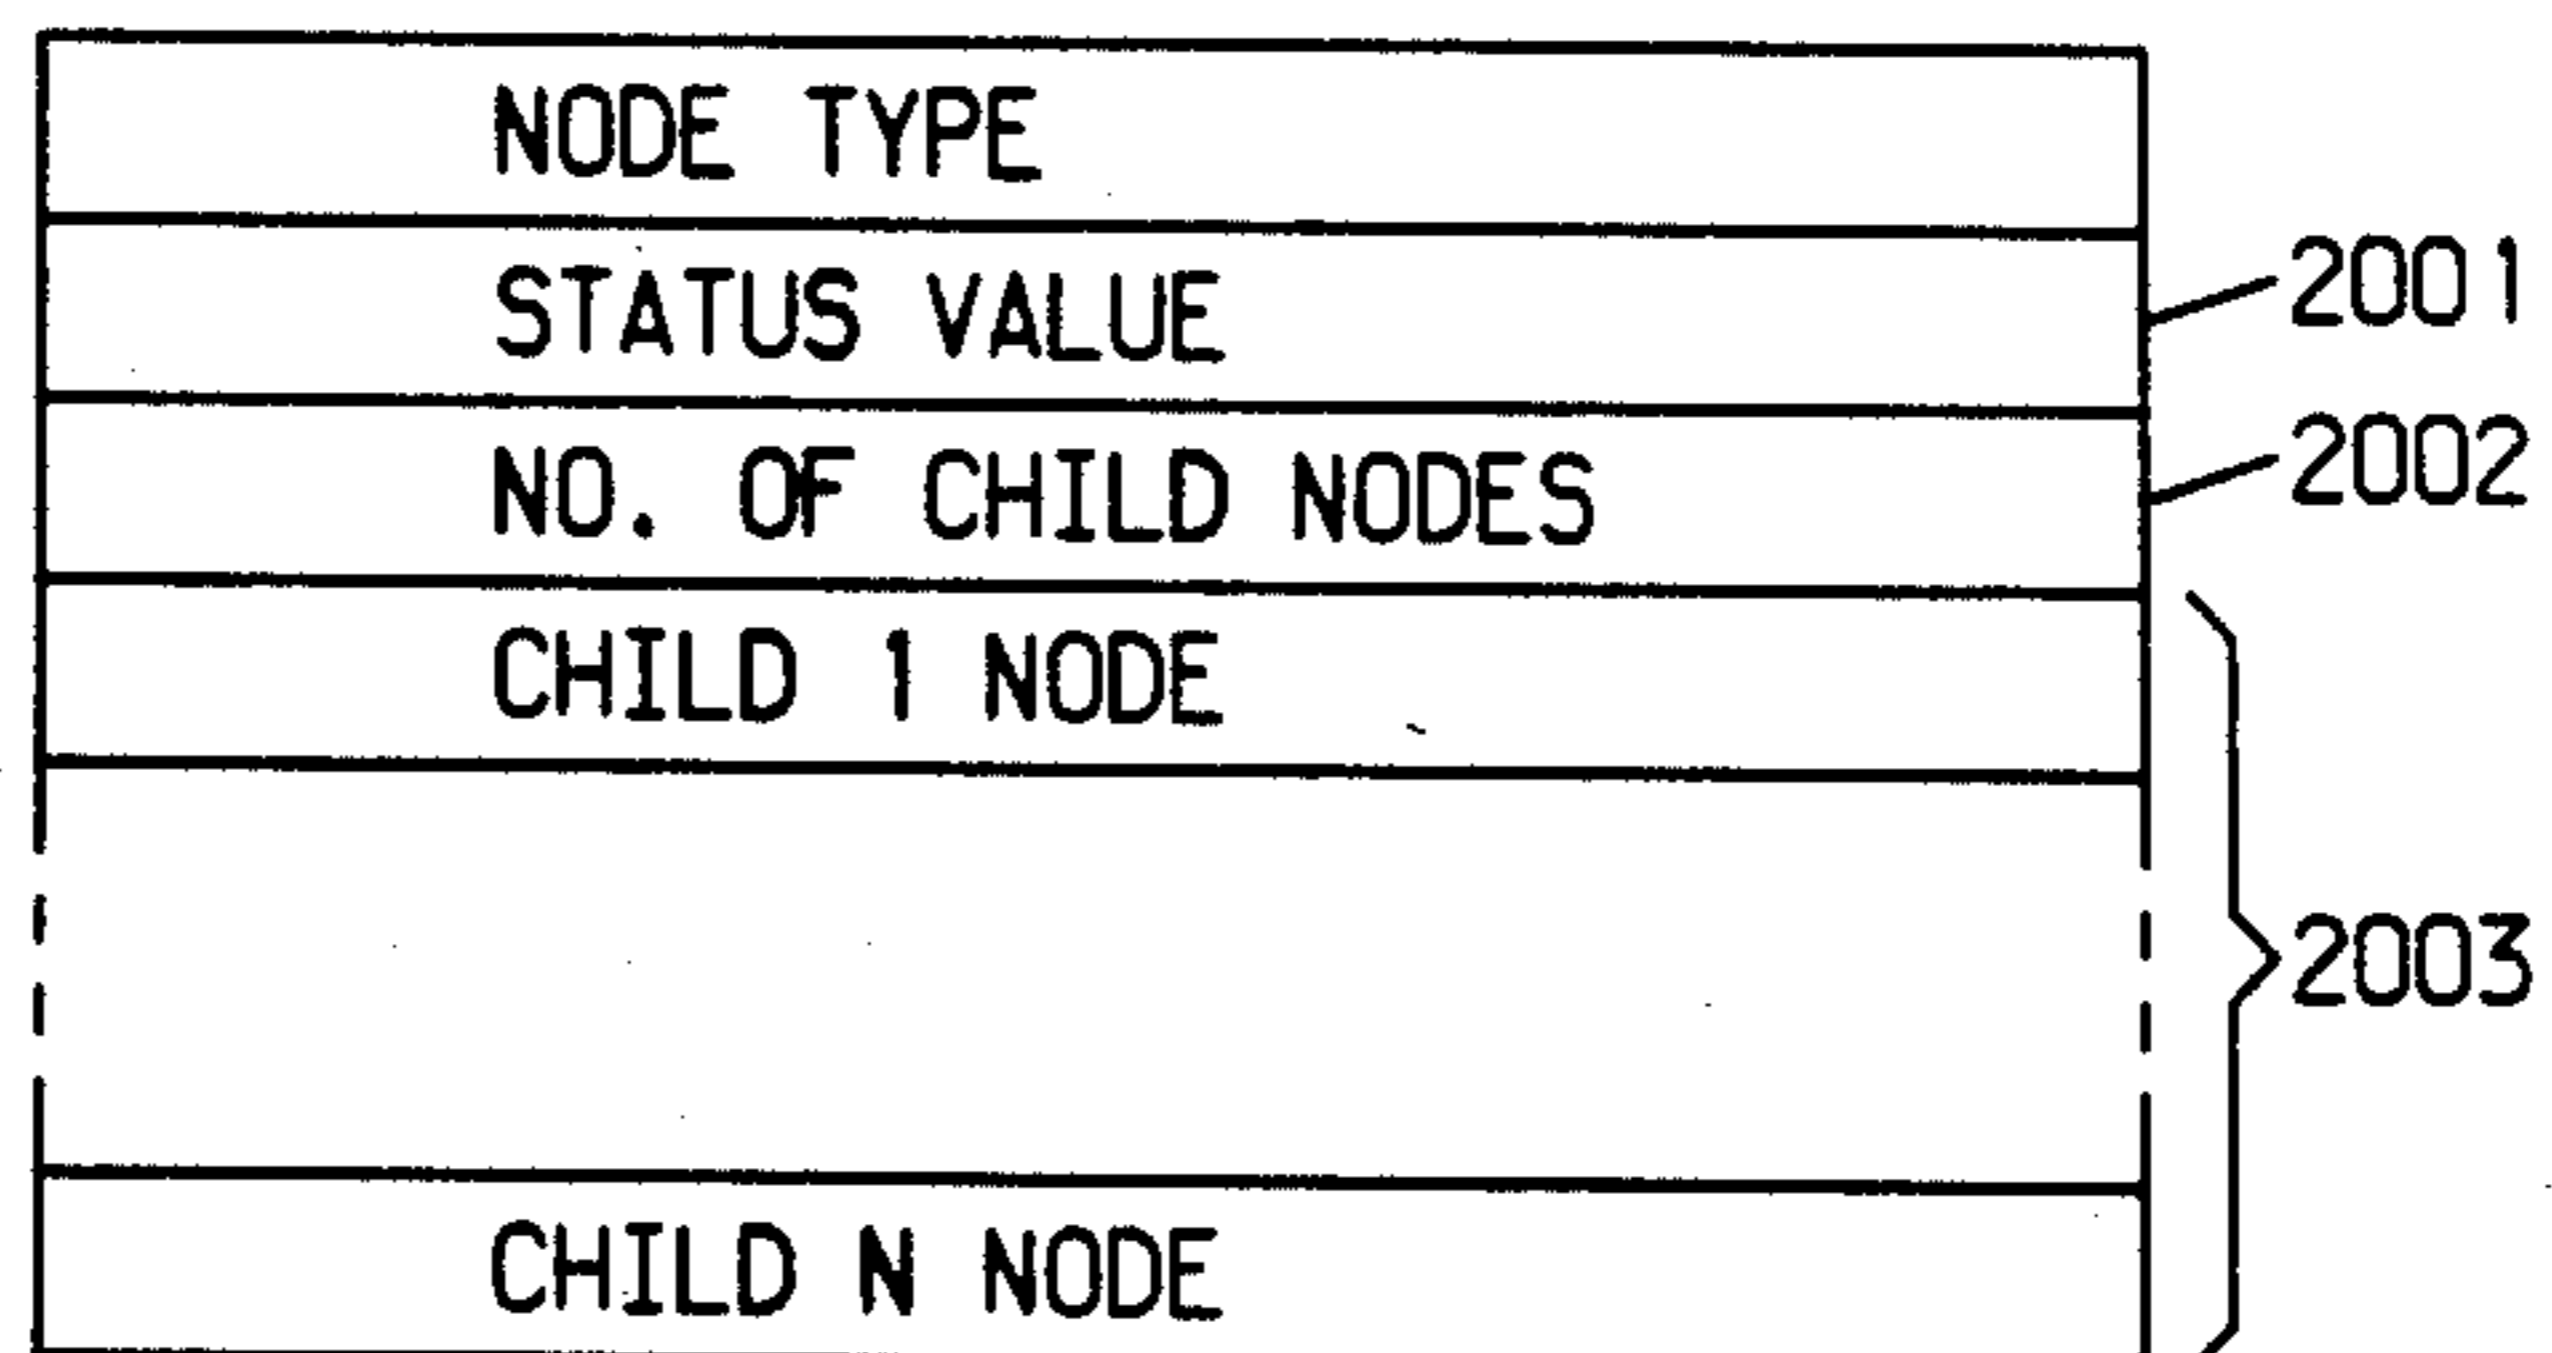 NODE TYPE
STATUS VALUE
2001
NO. OF CHILD NODES
2002
CHILD 1 NODE
2003
CHILD N NODE